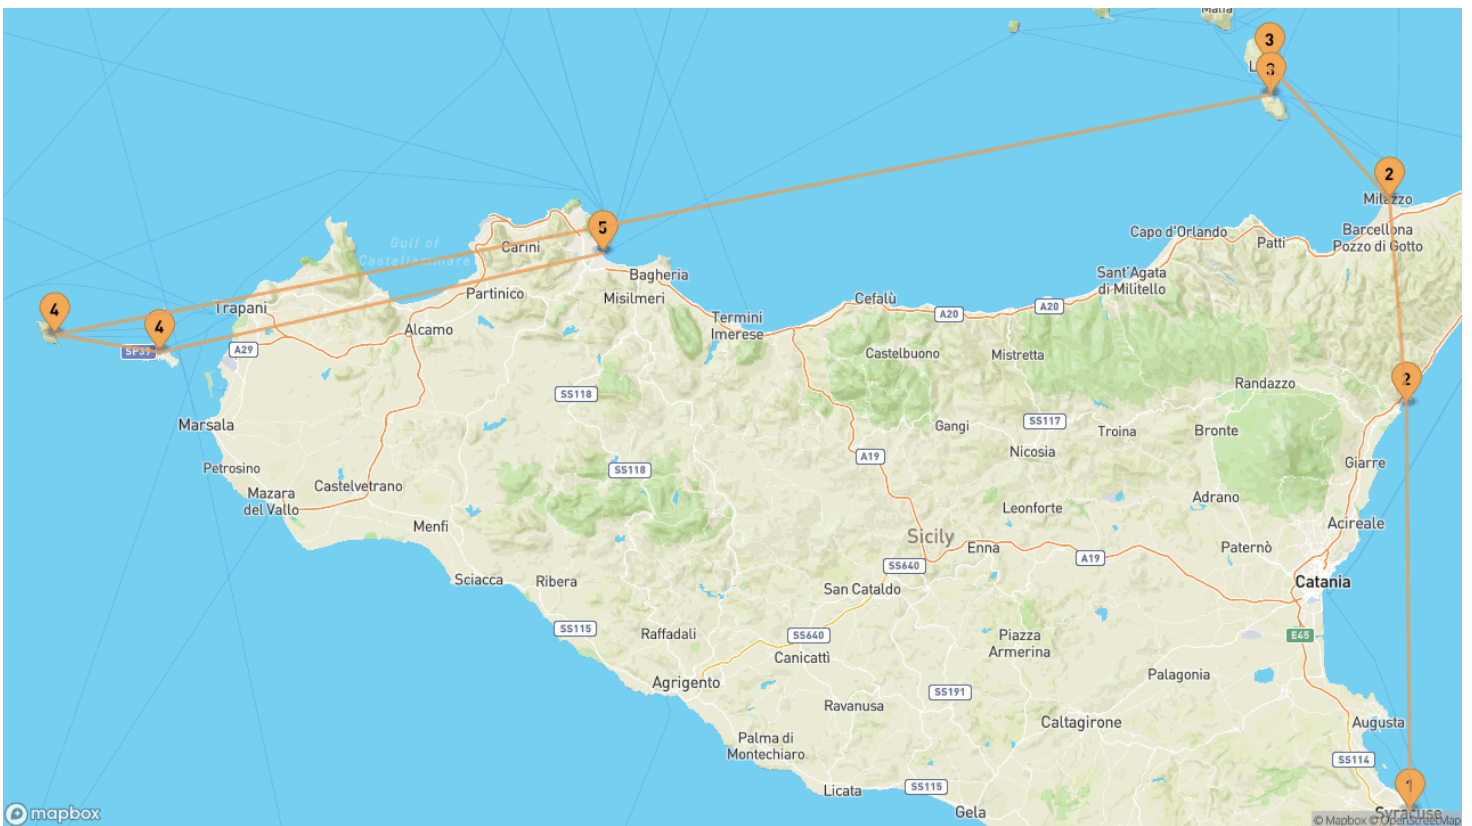 Malfa
3
L
3
2
Milazzo
Capo d'Orlando
Patti
Barcellona
Pozzo di Gotto
5
Gulf of
Castellammare
Carini
Bagheria
Sant'Agata
di Militello
4
Trapani
Partinico
Misilmeri
Cefalù
A20
A20
4
SP39
A29
Alcamo
Termini
Imerese
Castelbuono
Mistretta
2
SS118
Randazzo
Marsala
Gangi
SS117
Troina
Bronte
Petrosino
SS118
A19
Nicosia
Giarre
Mazara
del Vallo
Castelvetrano
Adrano
Menfi
Leonforte
Acireale
Sicily
Enna
A19
Paternò
Sciacca
Ribera
SS640
San Cataldo
Catania
SS115
Raffadali
SS640
Piazza
Armerina
E45
Canicattì
Agrigento
SS191
Palagonia
Ravanusa
Caltagirone
Augusta
Palma di
Montechiaro
SS114
Licata
SS115
1
Gela
Syracuse
mapbox
© Mapbox © OpenStreetMap